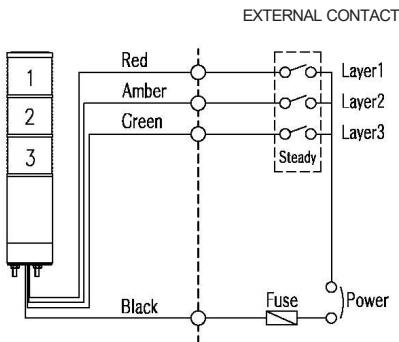 EXTERNAL CONTACT
Red
Layer1
1
Amber
Layer2
2
Green
Layer3
3
Steady
Black
Fuse
Power